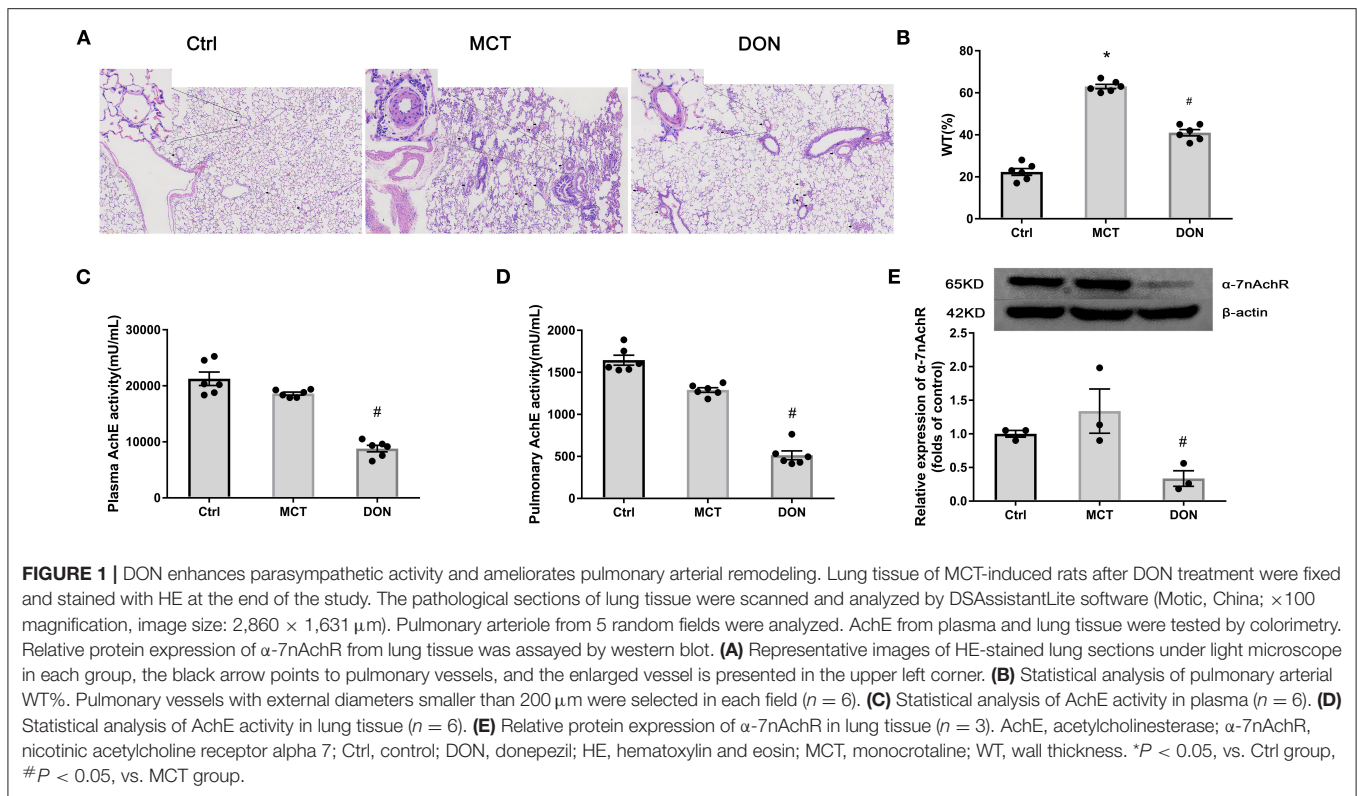 A
Ctrl
MCT
DON
B
WT(%)
80
60
40
20
0
*
#
Ctrl
MCT
DON
C
Plasma AchE activity(mU/mL)
30000
20000
10000
0
#
Ctrl
MCT
DON
D
Pulmonary AchE activity(mU/mL)
2000
1500
1000
500
0
#
Ctrl
MCT
DON
E
65KD
α-7nAchR
42KD
β-actin
Relative expression of α-7nAchR
(folds of control)
2.5
2.0
1.5
1.0
0.5
0.0
#
Ctrl
MCT
DON
FIGURE 1 | DON enhances parasympathetic activity and ameliorates pulmonary arterial remodeling. Lung tissue of MCT-induced rats after DON treatment were fixed
and stained with HE at the end of the study. The pathological sections of lung tissue were scanned and analyzed by DSAssistantLite software (Motic, China; ×100
magnification, image size: 2,860 × 1,631 μm). Pulmonary arteriole from 5 random fields were analyzed. AchE from plasma and lung tissue were tested by colorimetry.
Relative protein expression of α-7nAchR from lung tissue was assayed by western blot. (A) Representative images of HE-stained lung sections under light microscope
in each group, the black arrow points to pulmonary vessels, and the enlarged vessel is presented in the upper left corner. (B) Statistical analysis of pulmonary arterial
WT%. Pulmonary vessels with external diameters smaller than 200 μm were selected in each field (n = 6). (C) Statistical analysis of AchE activity in plasma (n = 6). (D)
Statistical analysis of AchE activity in lung tissue (n = 6). (E) Relative protein expression of α-7nAchR in lung tissue (n = 3). AchE, acetylcholinesterase; α-7nAchR,
nicotinic acetylcholine receptor alpha 7; Ctrl, control; DON, donepezil; HE, hematoxylin and eosin; MCT, monocrotaline; WT, wall thickness. *P < 0.05, vs. Ctrl group,
#P < 0.05, vs. MCT group.